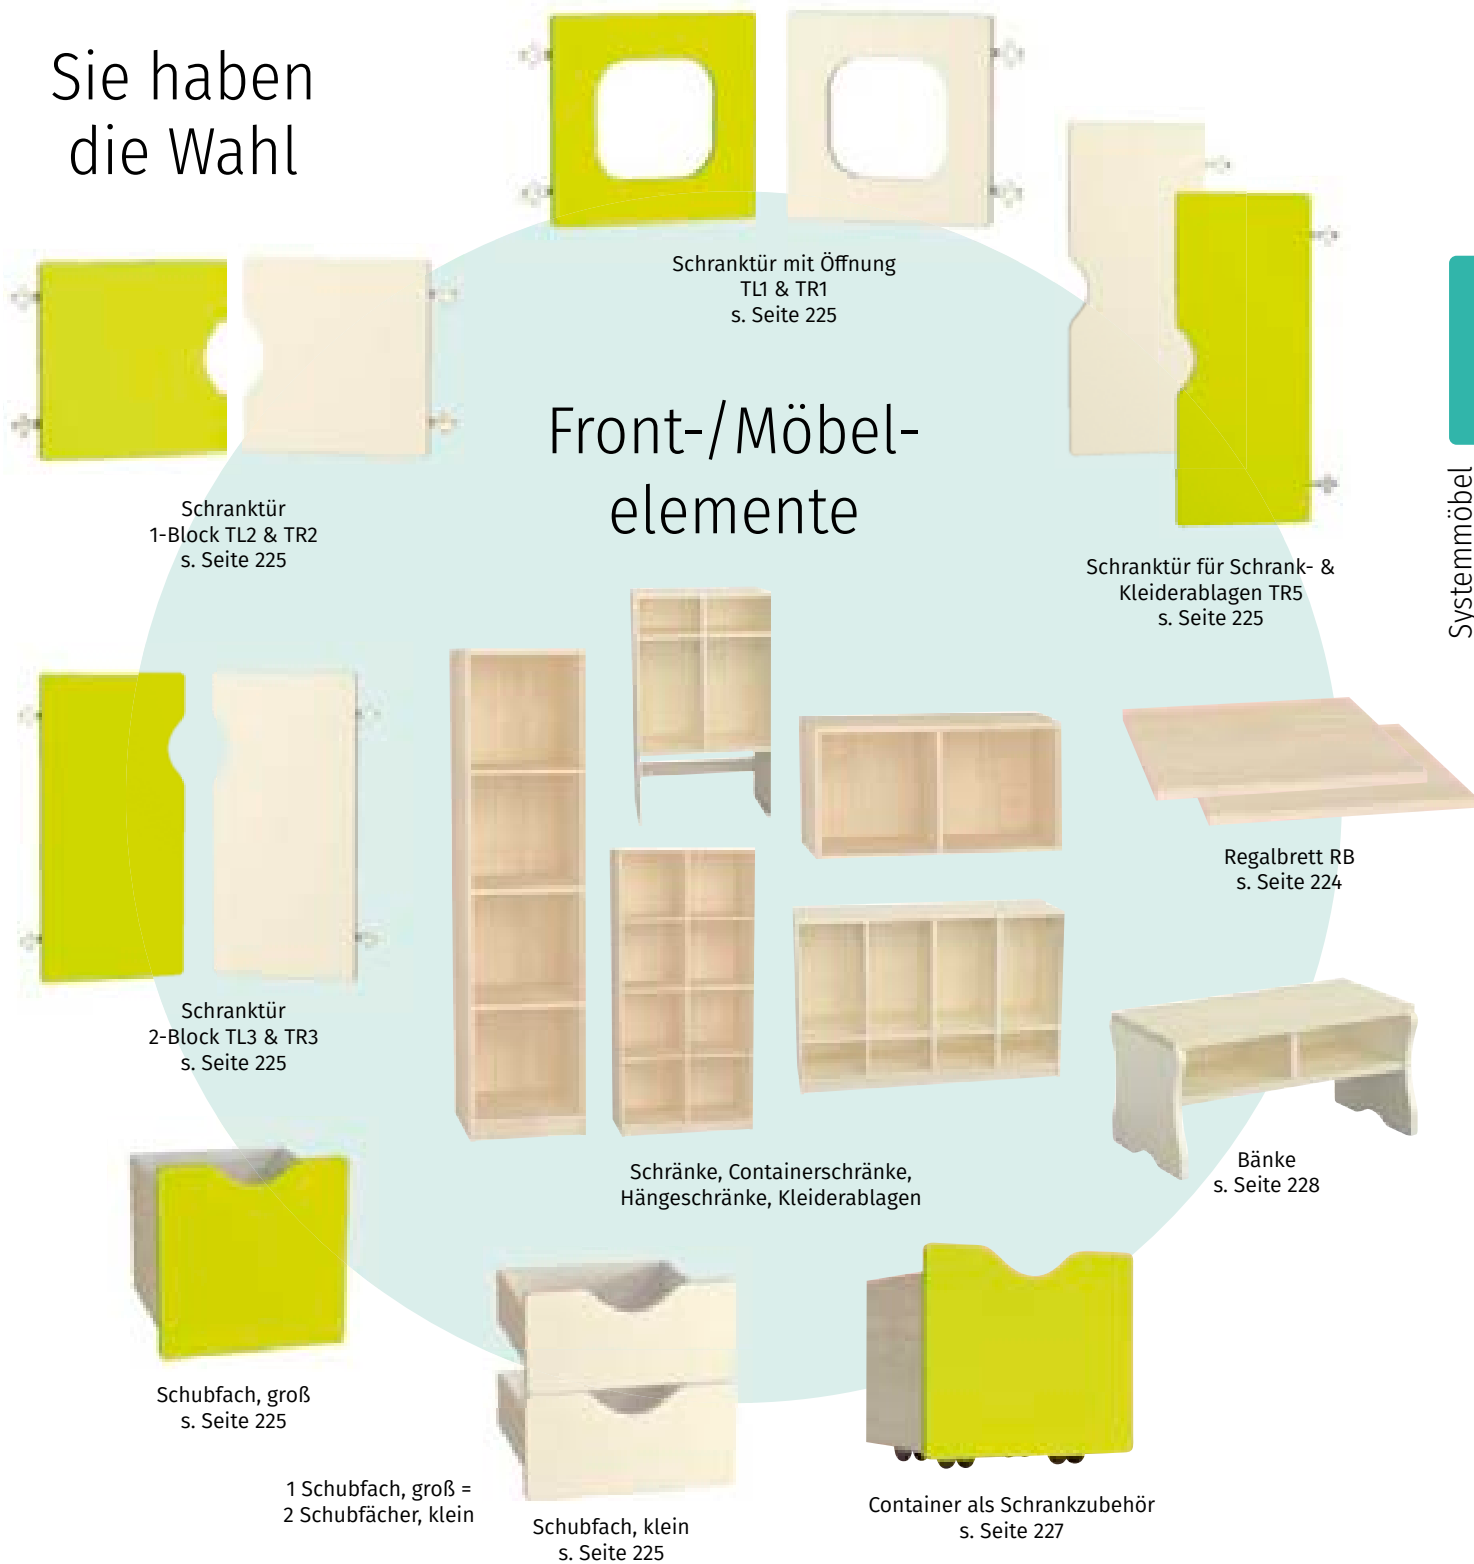 Sie haben
die Wahl
Schranktür mit Öffnung
TL1 & TR1
s. Seite 225
Schranktür
1-Block TL2 & TR2
s. Seite 225
Front-/Möbel-
elemente
Schranktür für Schrank- &
Kleiderablagen TR5
s. Seite 225
Systemmöbel
Regalbrett RB
s. Seite 224
Schranktür
2-Block TL3 & TR3
s. Seite 225
Schränke, Containerschränke,
Hängeschränke, Kleiderablagen
Bänke
s. Seite 228
Schubfach, groß
s. Seite 225
1 Schubfach, groß =
2 Schubfächer, klein
Schubfach, klein
s. Seite 225
Container als Schrankzubehör
s. Seite 227